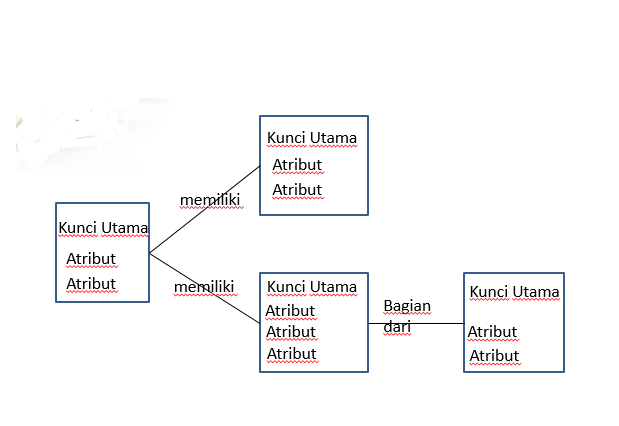 Kunci Utama
Atribut
Atribut
memiliki
Kunci Utama
Atribut
Atribut
memiliki
Kunci Utama
Atribut
Atribut
Atribut
Bagian
dari
Kunci Utama
Atribut
Atribut